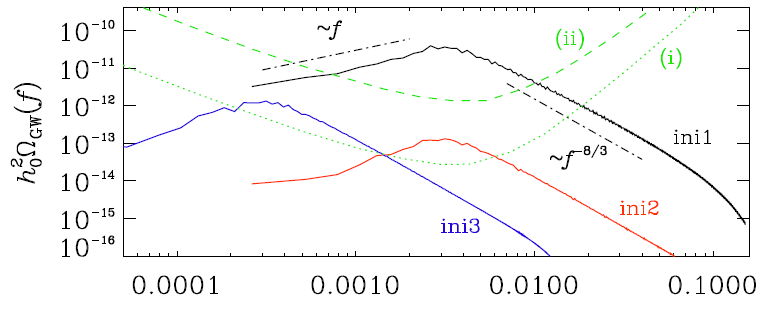 10⁻¹⁰
10⁻¹¹
10⁻¹²
10⁻¹³
10⁻¹⁴
10⁻¹⁵
10⁻¹⁶
h₀²Ω_GW(f)
~f
(ii)
(i)
~f⁻⁸/³
ini1
ini2
ini3
0.0001 0.0010 0.0100 0.1000